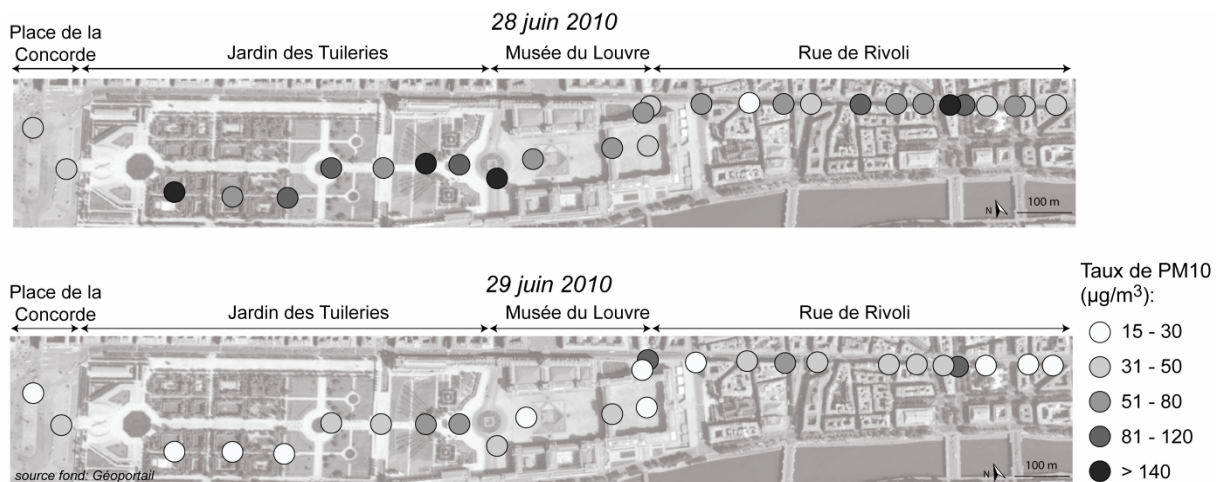 28 juin 2010
Place de la
Concorde
Jardin des Tuileries
Musée du Louvre
Rue de Rivoli
N
100 m
29 juin 2010
Place de la
Concorde
Jardin des Tuileries
Musée du Louvre
Rue de Rivoli
source fond: Géoportail
N
100 m
Taux de PM10
(µg/m³):
15 - 30
31 - 50
51 - 80
81 - 120
> 140